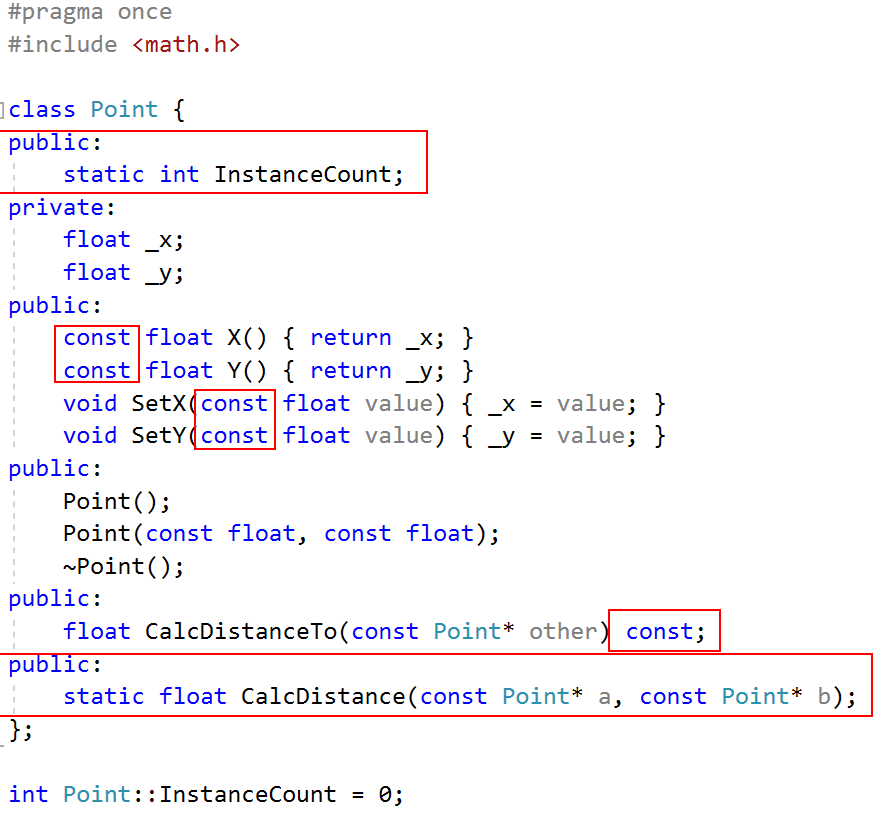 #pragma once
#include <math.h>
class Point {
public:
static int InstanceCount;
private:
float _x;
float _y;
public:
const float X() { return _x; }
const float Y() { return _y; }
void SetX(const float value) { _x = value; }
void SetY(const float value) { _y = value; }
public:
Point();
Point(const float, const float);
~Point();
public:
float CalcDistanceTo(const Point* other) const;
public:
static float CalcDistance(const Point* a, const Point* b);
};
int Point::InstanceCount = 0;